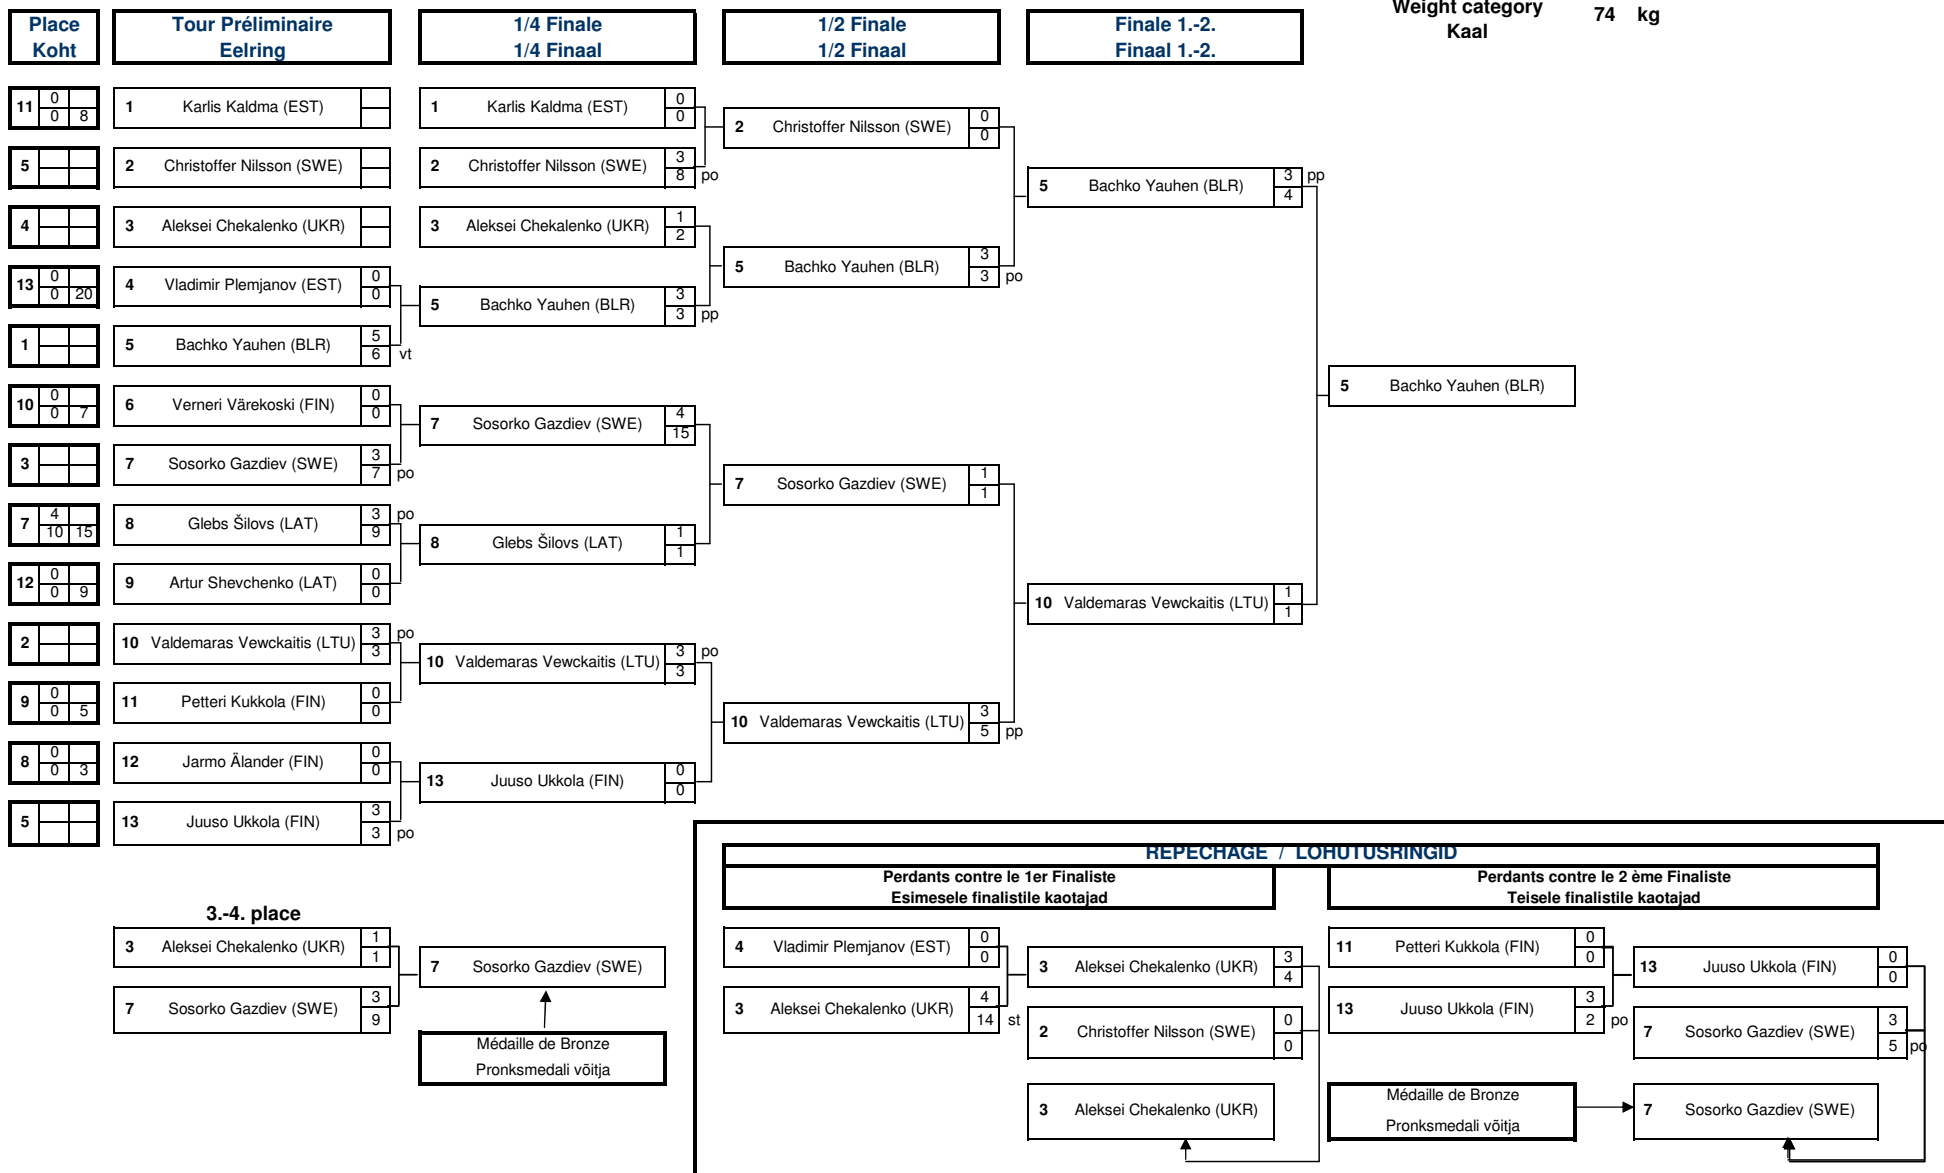 Weight category 74 kg
Kaal
Place Tour Préliminaire 1/4 Finale 1/2 Finale Finale 1.-2.
Koht Eelring 1/4 Finaal 1/2 Finaal Finaal 1.-2.
11 0 0 8 1 Karlis Kaldma (EST) 1 Karlis Kaldma (EST) 0 0
2 Christoffer Nilsson (SWE) 0 0
5 2 Christoffer Nilsson (SWE) 2 Christoffer Nilsson (SWE) 3 8 po
5 Bachko Yauhen (BLR) 3 4 pp
4 3 Aleksei Chekalenko (UKR) 3 Aleksei Chekalenko (UKR) 1 2
5 Bachko Yauhen (BLR) 3 3 po
13 0 0 20 4 Vladimir Plemjanov (EST) 0 0
5 Bachko Yauhen (BLR) 3 3 pp
1 5 Bachko Yauhen (BLR) 5 6 vt
5 Bachko Yauhen (BLR)
10 0 0 7 6 Verneri Värekoski (FIN) 0 0
7 Sosorko Gazdiev (SWE) 4 15
3 7 Sosorko Gazdiev (SWE) 3 7 po
7 Sosorko Gazdiev (SWE) 1 1
7 4 10 15 8 Glebs Šilovs (LAT) 3 9 po
8 Glebs Šilovs (LAT) 1 1
12 0 0 9 9 Artur Shevchenko (LAT) 0 0
10 Valdemaras Vewckaitis (LTU) 1 1
2 10 Valdemaras Vewckaitis (LTU) 3 3 po
10 Valdemaras Vewckaitis (LTU) 3 3 po
9 0 0 5 11 Petteri Kukkola (FIN) 0 0
10 Valdemaras Vewckaitis (LTU) 3 5 pp
8 0 0 3 12 Jarmo Älander (FIN) 0 0
13 Juuso Ukkola (FIN) 0 0
5 13 Juuso Ukkola (FIN) 3 3 po
REPECHAGE / LOHUTUSRINGID
Perdants contre le 1er Finaliste Perdants contre le 2 ème Finaliste
Esimesele finalistile kaotajad Teisele finalistile kaotajad
3.-4. place
3 Aleksei Chekalenko (UKR) 1 1
7 Sosorko Gazdiev (SWE)
7 Sosorko Gazdiev (SWE) 3 9
Médaille de Bronze
Pronksmedali võitja
4 Vladimir Plemjanov (EST) 0 0
3 Aleksei Chekalenko (UKR) 3 4
3 Aleksei Chekalenko (UKR) 4 14 st
2 Christoffer Nilsson (SWE) 0 0
3 Aleksei Chekalenko (UKR)
11 Petteri Kukkola (FIN) 0 0
13 Juuso Ukkola (FIN) 0 0
13 Juuso Ukkola (FIN) 3 2 po
7 Sosorko Gazdiev (SWE) 3 5 po
Médaille de Bronze
Pronksmedali võitja
7 Sosorko Gazdiev (SWE)